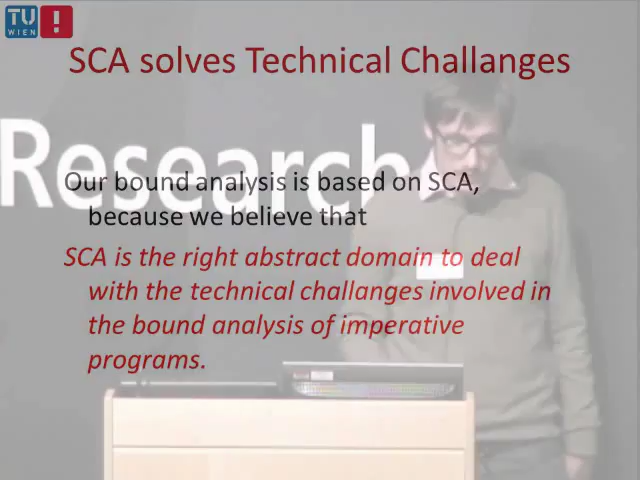 TU
WIEN
SCA solves Technical Challanges
Research
Our bound analysis is based on SCA,
because we believe that
SCA is the right abstract domain to deal
with the technical challanges involved in
the bound analysis of imperative
programs.